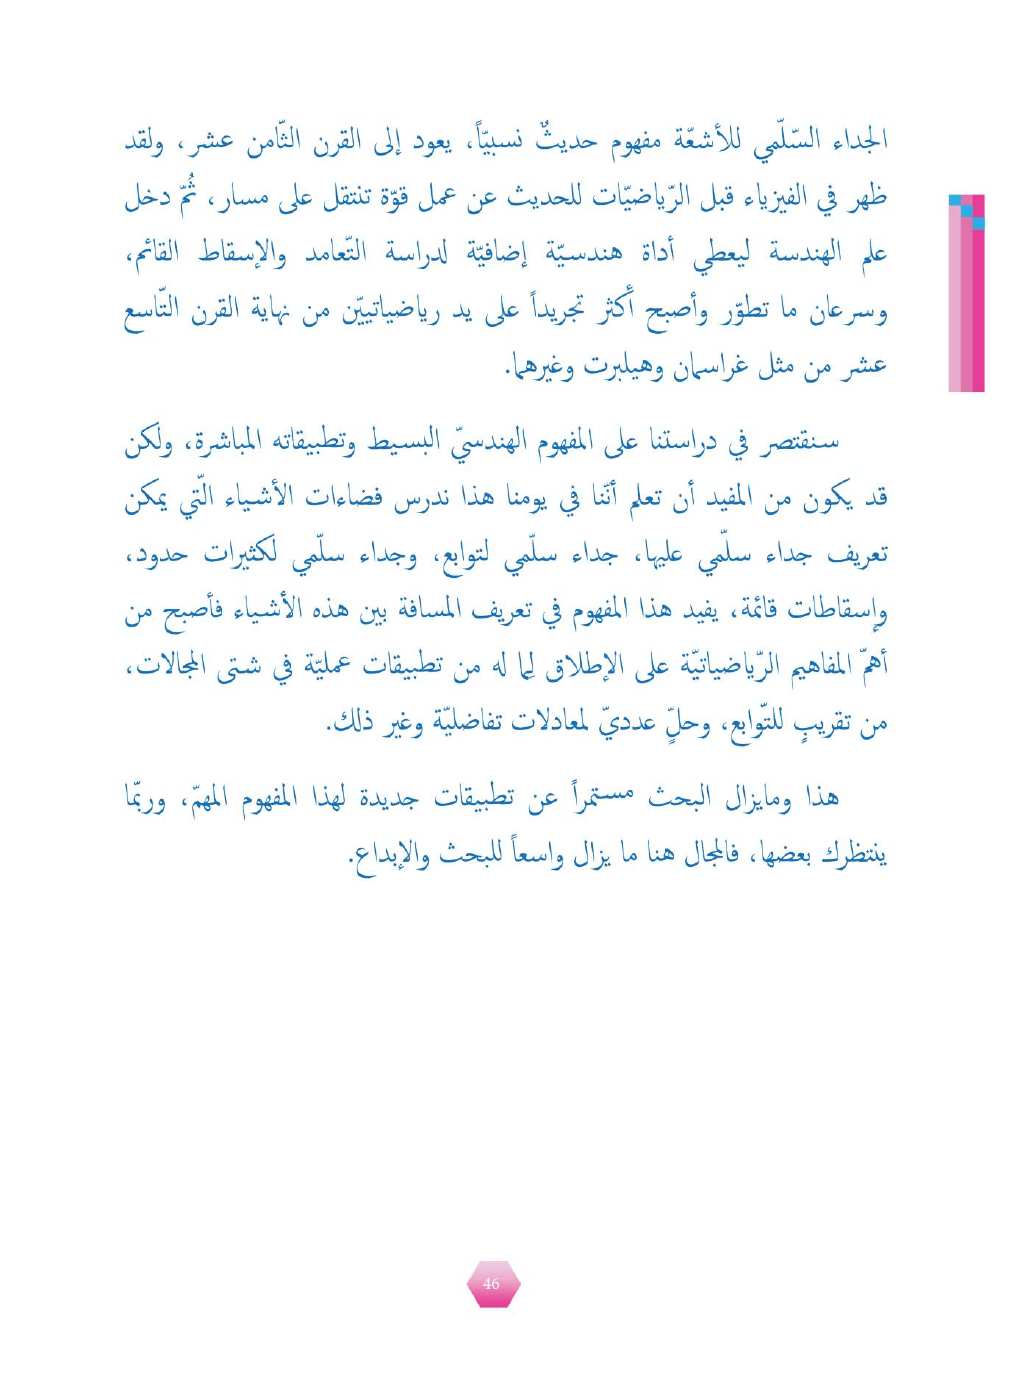 الجداء السّلّمي للأشعّة مفهوم حديثٌ نسبيّاً، يعود إلى القرن الثّامن عشر، ولقد
ظهر في الفيزياء قبل الرّياضيّات للحديث عن عمل قوّة تنتقل على مسار، ثُمّ دخل
علم الهندسة ليعطي أداة هندسيّة إضافيّة لدراسة التّعامد والإسقاط القائم،
وسرعان ما تطوّر وأصبح أكثر تجريداً على يد رياضياتييّن من نهاية القرن التّاسع
عشر من مثل غراسمان وهيلبرت وغيرهما.
سنقتصر في دراستنا على المفهوم الهندسيّ البسيط وتطبيقاته المباشرة، ولكن
قد يكون من المفيد أن تعلم أنّنا في يومنا هذا ندرس فضاءات الأشياء الّتي يمكن
تعريف جداء سلّمي عليها، جداء سلّمي لتوابع، وجداء سلّمي لكثيرات حدود،
وإسقاطات قائمة، يفيد هذا المفهوم في تعريف المسافة بين هذه الأشياء فأصبح من
أهمّ المفاهيم الرّياضياتيّة على الإطلاق لِما له من تطبيقات عمليّة في شتى المجالات،
من تقريبٍ للتّوابع، وحلٍّ عدديّ لمعادلات تفاضليّة وغير ذلك.
هذا ومايزال البحث مستمراً عن تطبيقات جديدة لهذا المفهوم المهمّ، وربّما
ينتظرك بعضها، فالمجال هنا ما يزال واسعاً للبحث والإبداع.
46